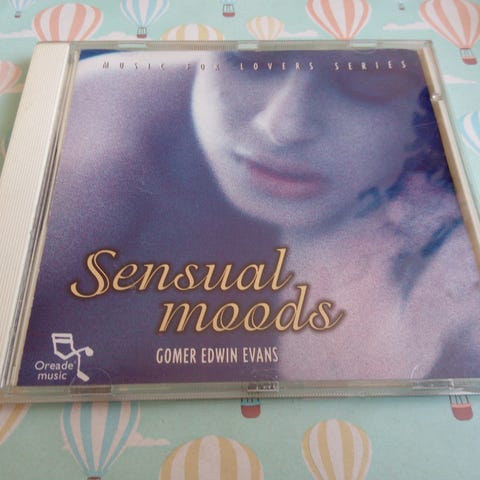 MUSIC FOR LOVERS SERIES
Sensual
moods
GOMER EDWIN EVANS
Oreade
music